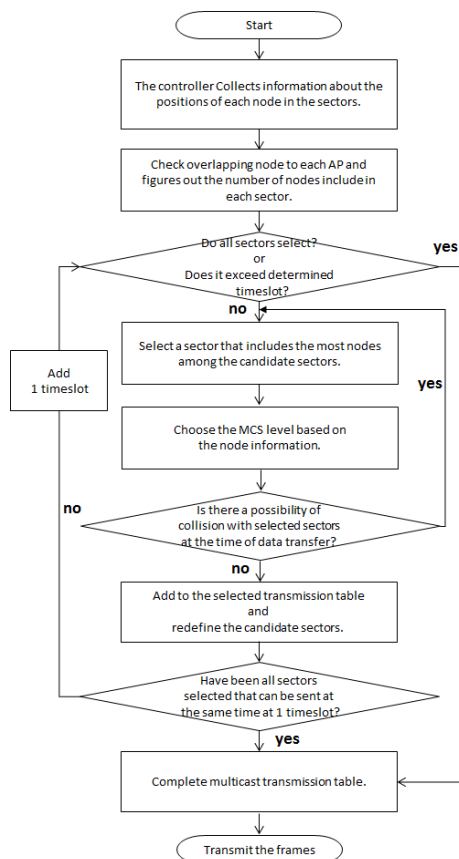 Start
The controller Collects information about the
positions of each node in the sectors.
Check overlapping node to each AP and
figures out the number of nodes include in
each sector.
Do all sectors select?
or
Does it exceed determined
timeslot?
yes
no
Select a sector that includes the most nodes
among the candidate sectors.
yes
Add
1 timeslot
Choose the MCS level based on
the node information.
Is there a possibility of
collision with selected sectors
at the time of data transfer?
no
no
Add to the selected transmission table
and
redefine the candidate sectors.
Have been all sectors
selected that can be sent at
the same time at 1 timeslot?
yes
Complete multicast transmission table.
Transmit the frames